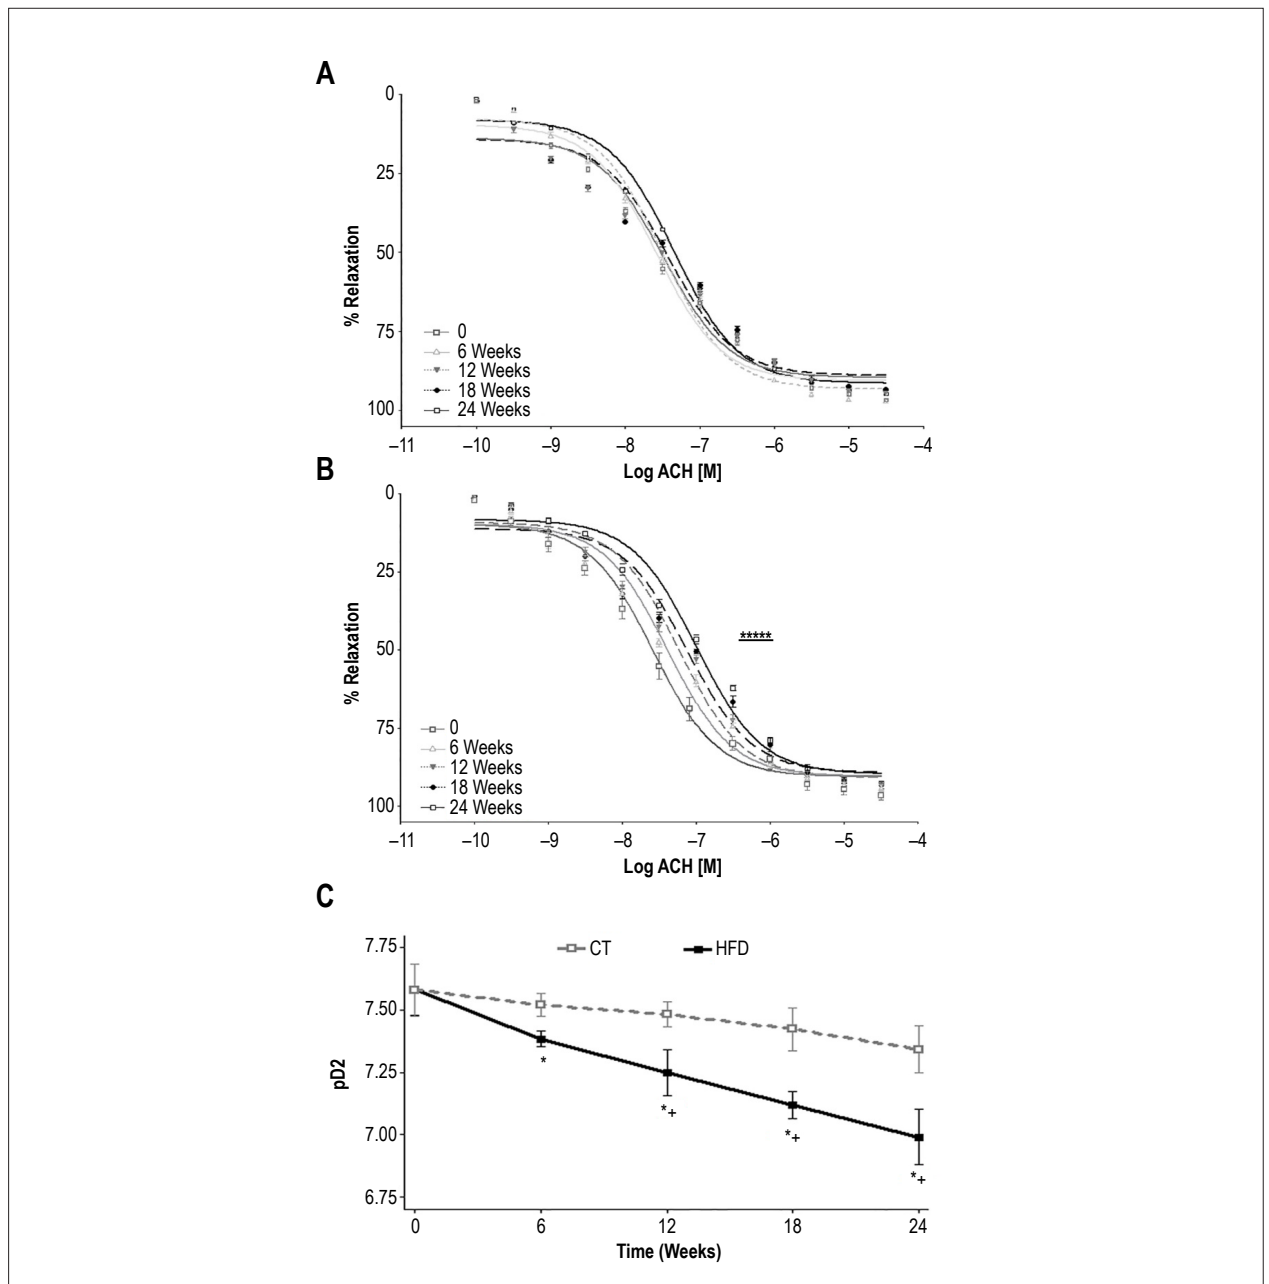 A
0
25
50
75
100
% Relaxation
0
6 Weeks
12 Weeks
18 Weeks
24 Weeks
–11 –10 –9 –8 –7 –6 –5 –4
Log ACH [M]
B
0
25
50
75
100
% Relaxation
*****
0
6 Weeks
12 Weeks
18 Weeks
24 Weeks
–11 –10 –9 –8 –7 –6 –5 –4
Log ACH [M]
C
CT HFD
7.75
7.50
7.25
7.00
6.75
pD2
*
*+
*+
*+
0 6 12 18 24
Time (Weeks)